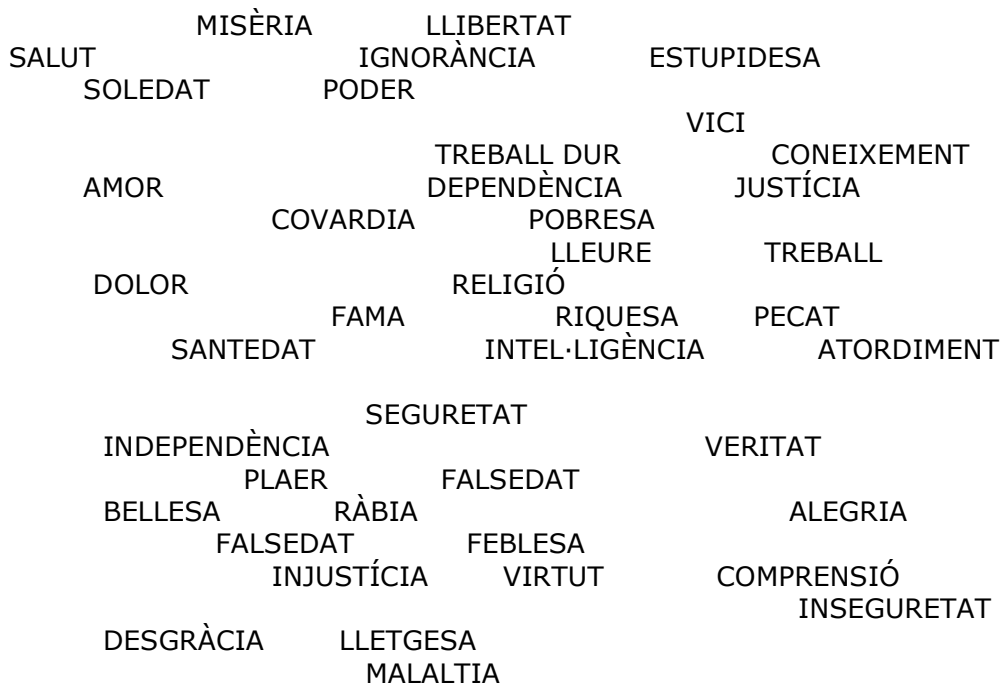 MISÈRIA LLIBERTAT
SALUT IGNORÀNCIA ESTUPIDESA
SOLEDAT PODER
VICI
TREBALL DUR CONEIXEMENT
AMOR DEPENDÈNCIA JUSTÍCIA
COVARDIA POBRESA
LLEURE TREBALL
DOLOR RELIGIÓ
FAMA RIQUESA PECAT
SANTEDAT INTEL·LIGÈNCIA ATORDIMENT
SEGURETAT
INDEPENDÈNCIA VERITAT
PLAER FALSEDAT
BELLESA RÀBIA ALEGRIA
FALSEDAT FEBLESA
INJUSTÍCIA VIRTUT COMPRENSIÓ
INSEGURETAT
DESGRÀCIA LLETGESA
MALALTIA